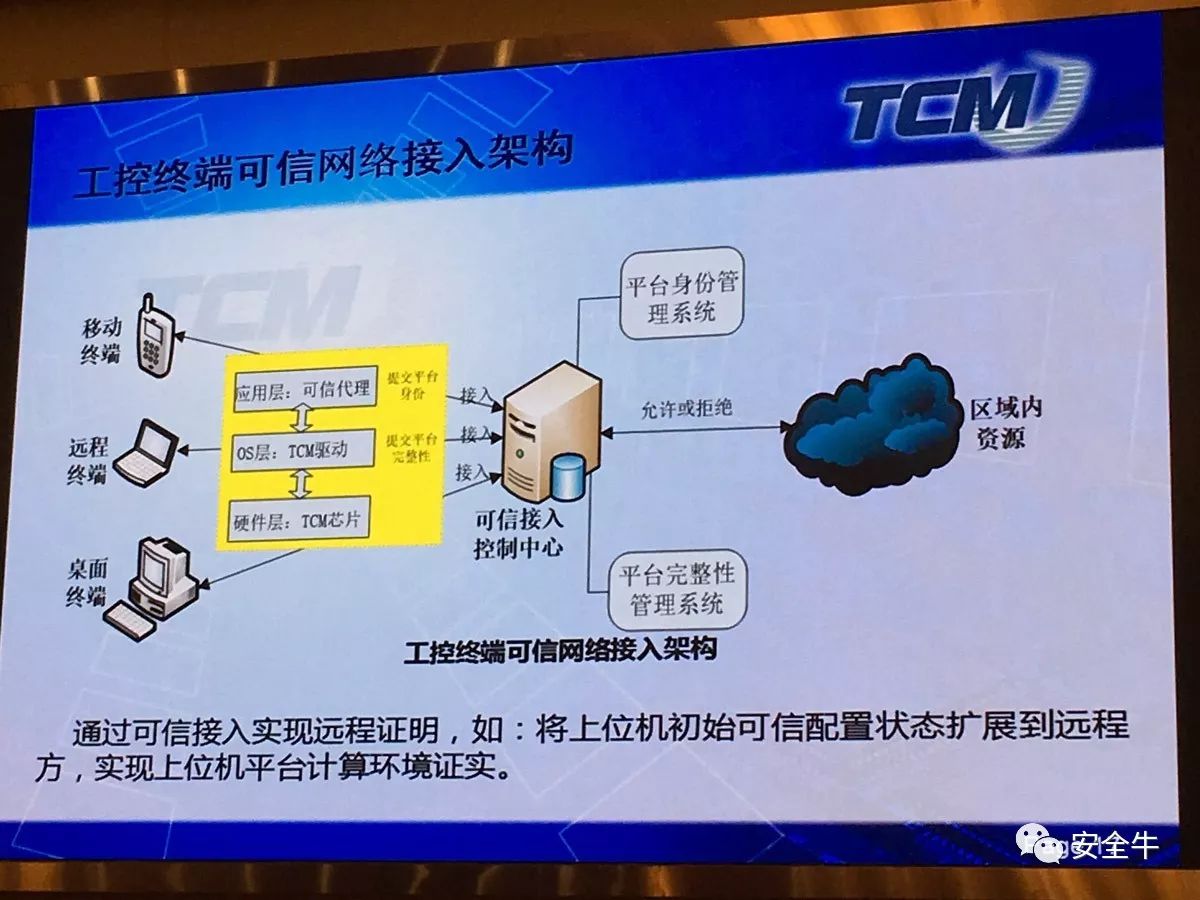 TCM
工控终端可信网络接入架构
TCM
平台身份管
理系统
移动
终端
应用层：可信代理
提交平台
身份
接入
允许或拒绝
区域内
资源
远程
终端
OS层：TCM驱动
提交平台
完整性
接入
接入
硬件层：TCM芯片
可信接入
控制中心
桌面
终端
平台完整性
管理系统
工控终端可信网络接入架构
通过可信接入实现远程证明，如：将上位机初始可信配置状态扩展到远程
方，实现上位机平台计算环境证实。
安全牛